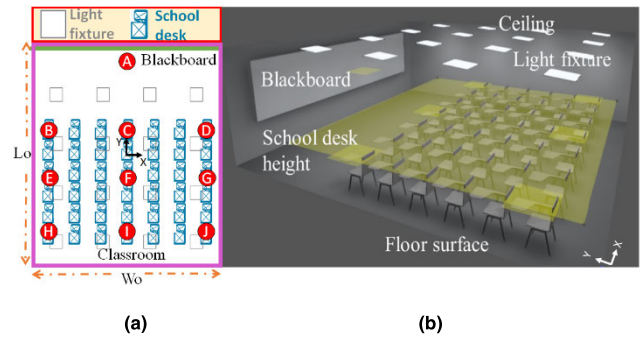 Light
fixture
School
desk
A
Blackboard
B
C
D
Y
X
Lo
E
F
G
H
I
J
Classroom
Wo
(a)
Ceiling
Light fixture
Blackboard
School desk
height
Floor surface
X
Y
(b)